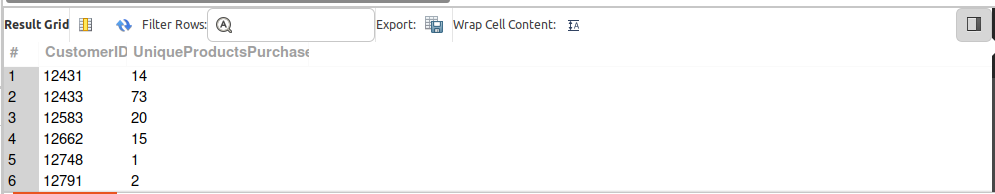 Result Grid Filter Rows: Export: Wrap Cell Content:
# CustomerID UniqueProductsPurchase
1 12431 14
2 12433 73
3 12583 20
4 12662 15
5 12748 1
6 12791 2